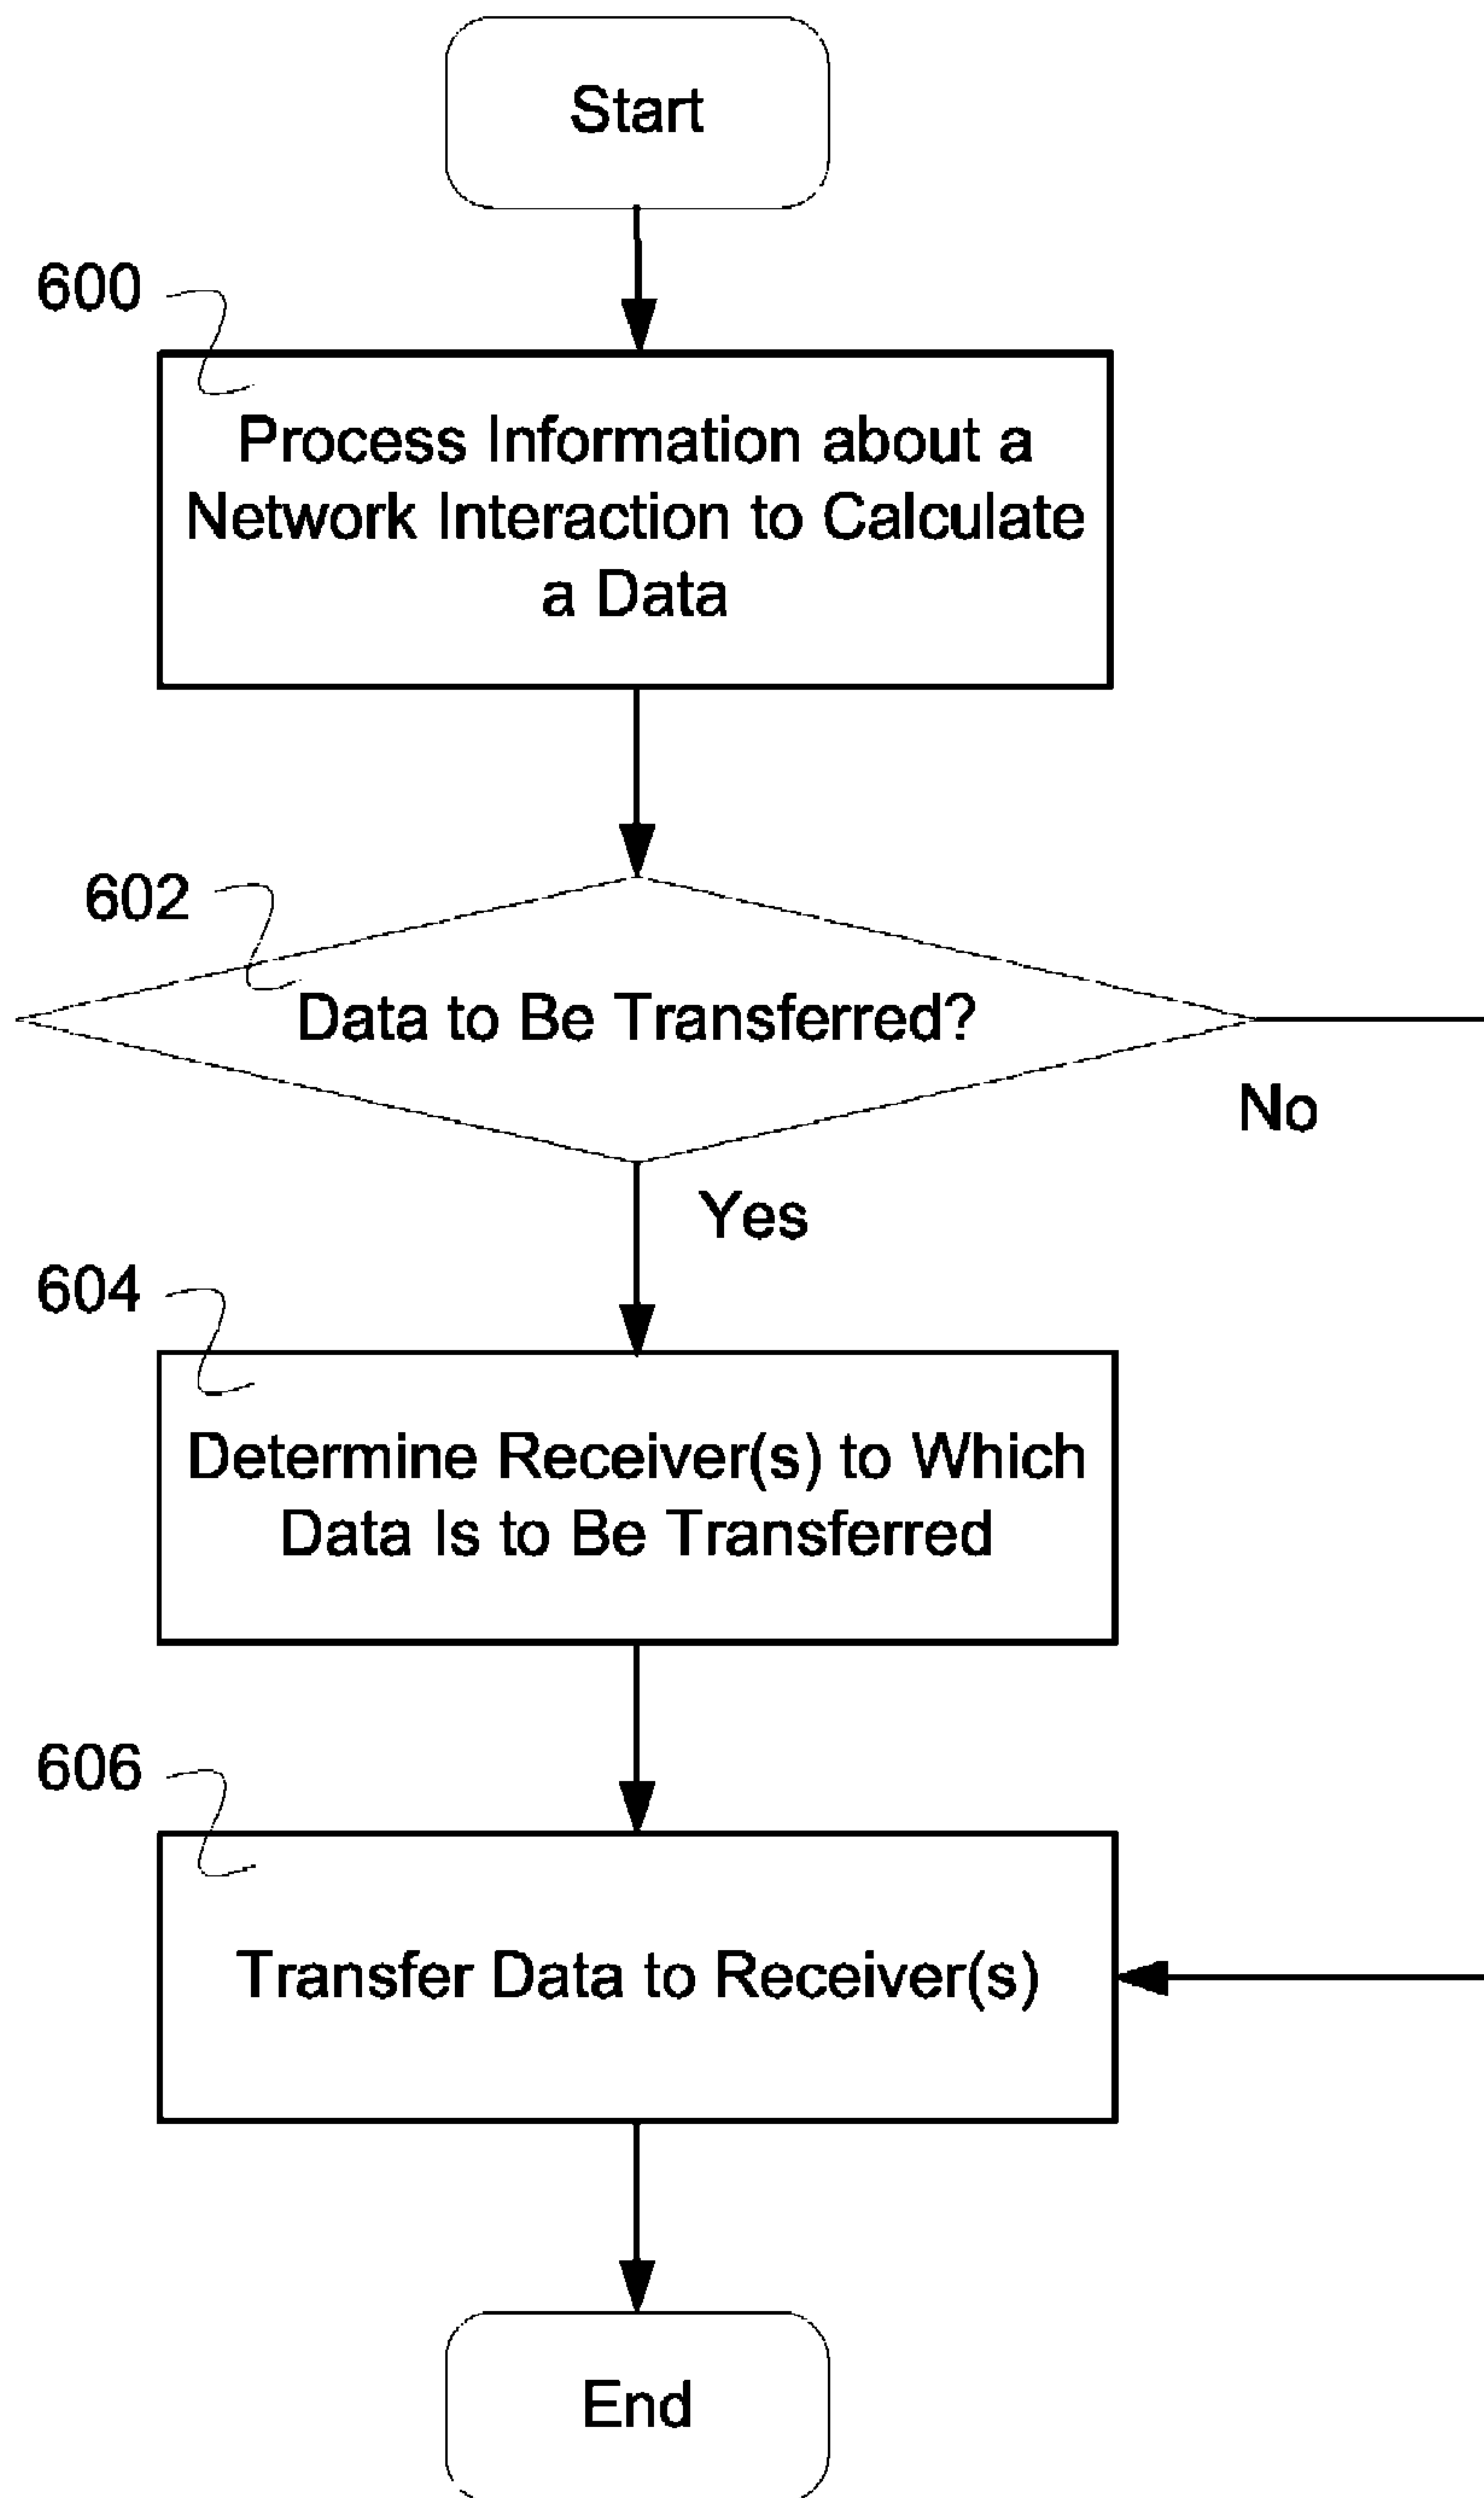 Start
600
Process Information about a
Network Interaction to Calculate
a Data
602
Data to Be Transferred?
No
Yes
604
Determine Receiver(s) to Which
Data Is to Be Transferred
606
Transfer Data to Receiver(s)
End